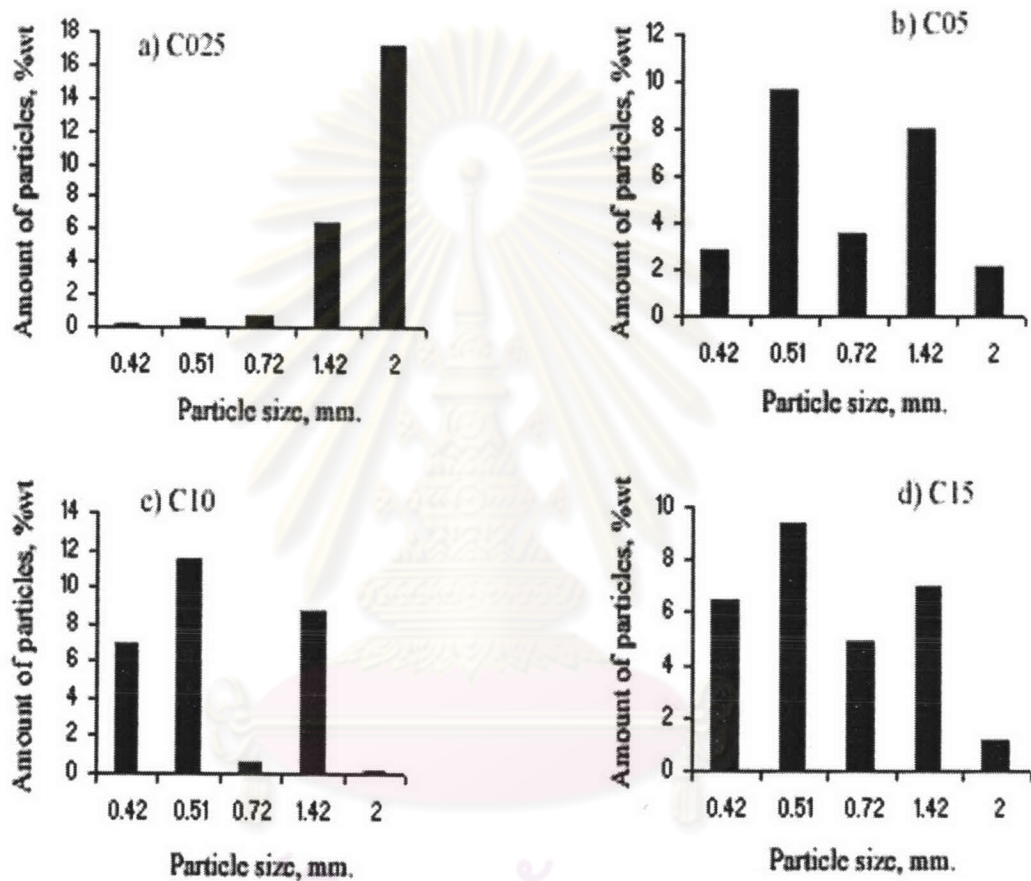 a) C025
Amount of particles, %wt
18
16
14
12
10
8
6
4
2
0
0.42 0.51 0.72 1.42 2
Particle size, mm.
b) C05
Amount of particles, %wt
12
10
8
6
4
2
0
0.42 0.51 0.72 1.42 2
Particle size, mm.
c) C10
Amount of particles, %wt
14
12
10
8
6
4
2
0
0.42 0.51 0.72 1.42 2
Particle size, mm.
d) C15
Amount of particles, %wt
10
8
6
4
2
0
0.42 0.51 0.72 1.42 2
Particle size, mm.